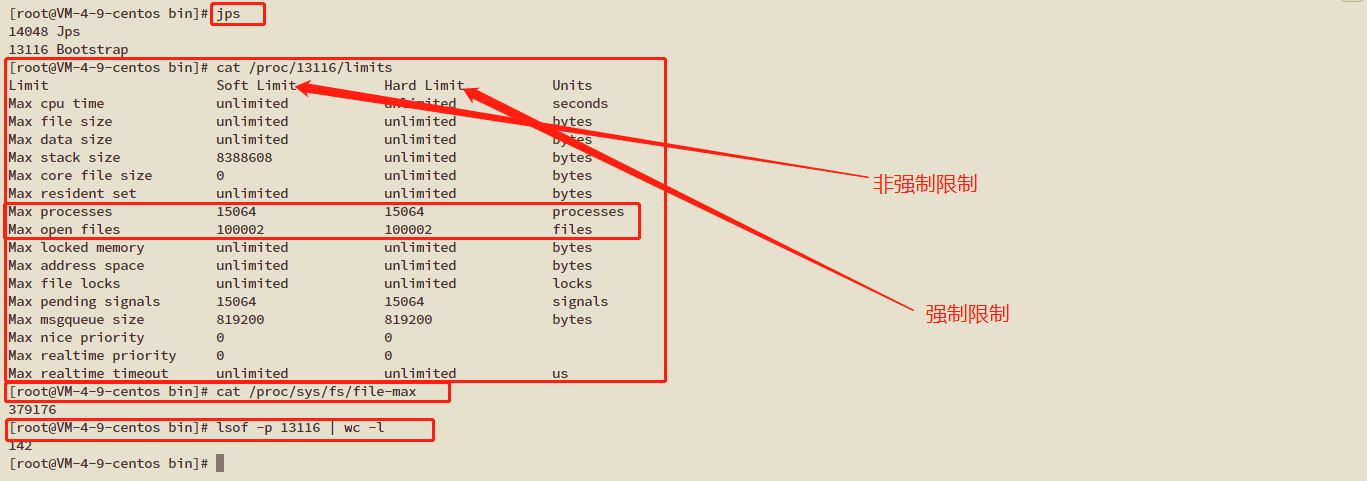 [root@VM-4-9-centos bin]# jps
14048 Jps
13116 Bootstrap
[root@VM-4-9-centos bin]# cat /proc/13116/limits
Limit                     Soft Limit           Hard Limit           Units
Max cpu time              unlimited            unlimited            seconds
Max file size             unlimited            unlimited            bytes
Max data size             unlimited            unlimited            bytes
Max stack size            8388608              unlimited            bytes
Max core file size        0                    unlimited            bytes
Max resident set          unlimited            unlimited            bytes
Max processes             15064                15064                processes
Max open files            100002               100002               files
Max locked memory         unlimited            unlimited            bytes
Max address space         unlimited            unlimited            bytes
Max file locks            unlimited            unlimited            locks
Max pending signals       15064                15064                signals
Max msgqueue size         819200               819200               bytes
Max nice priority         0                    0
Max realtime priority     0                    0
Max realtime timeout      unlimited            unlimited            us
[root@VM-4-9-centos bin]# cat /proc/sys/fs/file-max
379176
[root@VM-4-9-centos bin]# lsof -p 13116 | wc -l
142
[root@VM-4-9-centos bin]#
非强制限制
强制限制